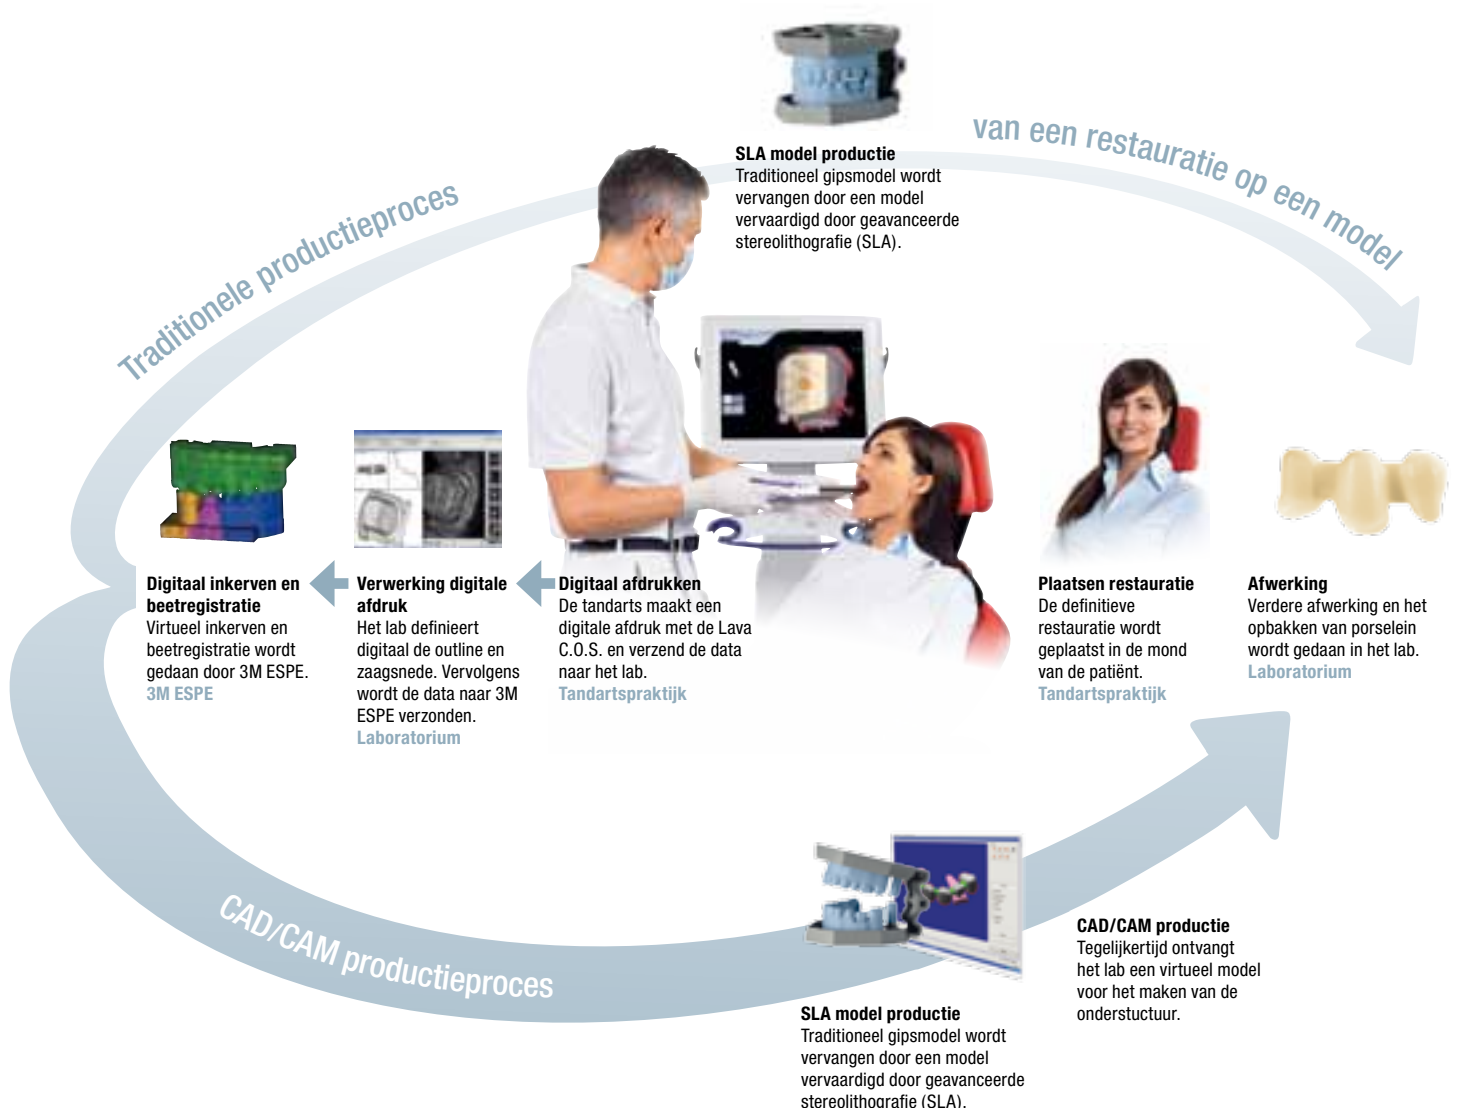 van een restauratie op een model
SLA model productie
Traditioneel gipsmodel wordt
vervangen door een model
vervaardigd door geavanceerde
stereolithografie (SLA).
Traditionele productieproces
Digitaal inkerven en
beetregistratie
Virtueel inkerven en
beetregistratie wordt
gedaan door 3M ESPE.
3M ESPE
Verwerking digitale
afdruk
Het lab definieert
digitaal de outline en
zaagsnede. Vervolgens
wordt de data naar 3M
ESPE verzonden.
Laboratorium
Digitaal afdrukken
De tandarts maakt een
digitale afdruk met de Lava
C.O.S. en verzend de data
naar het lab.
Tandartspraktijk
Plaatsen restauratie
De definitieve
restauratie wordt
geplaatst in de mond
van de patiënt.
Tandartspraktijk
Afwerking
Verdere afwerking en het
opbakken van porselein
wordt gedaan in het lab.
Laboratorium
CAD/CAM productieproces
CAD/CAM productie
Tegelijkertijd ontvangt
het lab een virtueel model
voor het maken van de
onderstuctuur.
SLA model productie
Traditioneel gipsmodel wordt
vervangen door een model
vervaardigd door geavanceerde
stereolithografie (SLA).